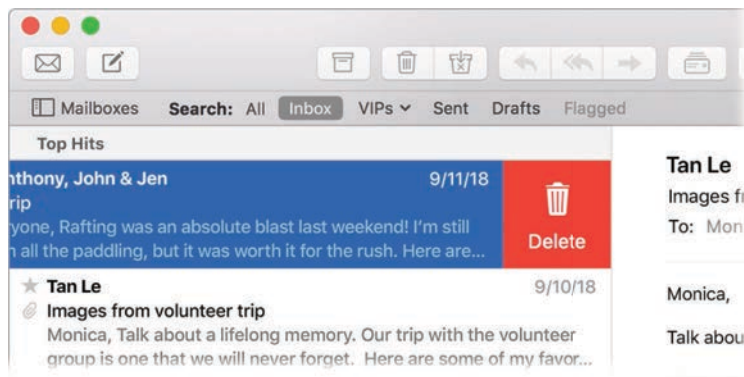 Mailboxes Search: All Inbox VIPs Sent Drafts Flagged
Top Hits
nthony, John & Jen 9/11/18
rip
yone, Rafting was an absolute blast last weekend! I'm still
all the paddling, but it was worth it for the rush. Here are...
Delete
Tan Le 9/10/18
Images from volunteer trip
Monica, Talk about a lifelong memory. Our trip with the volunteer
group is one that we will never forget. Here are some of my favor...
Tan Le
Images f
To: Mon
Monica,
Talk abou